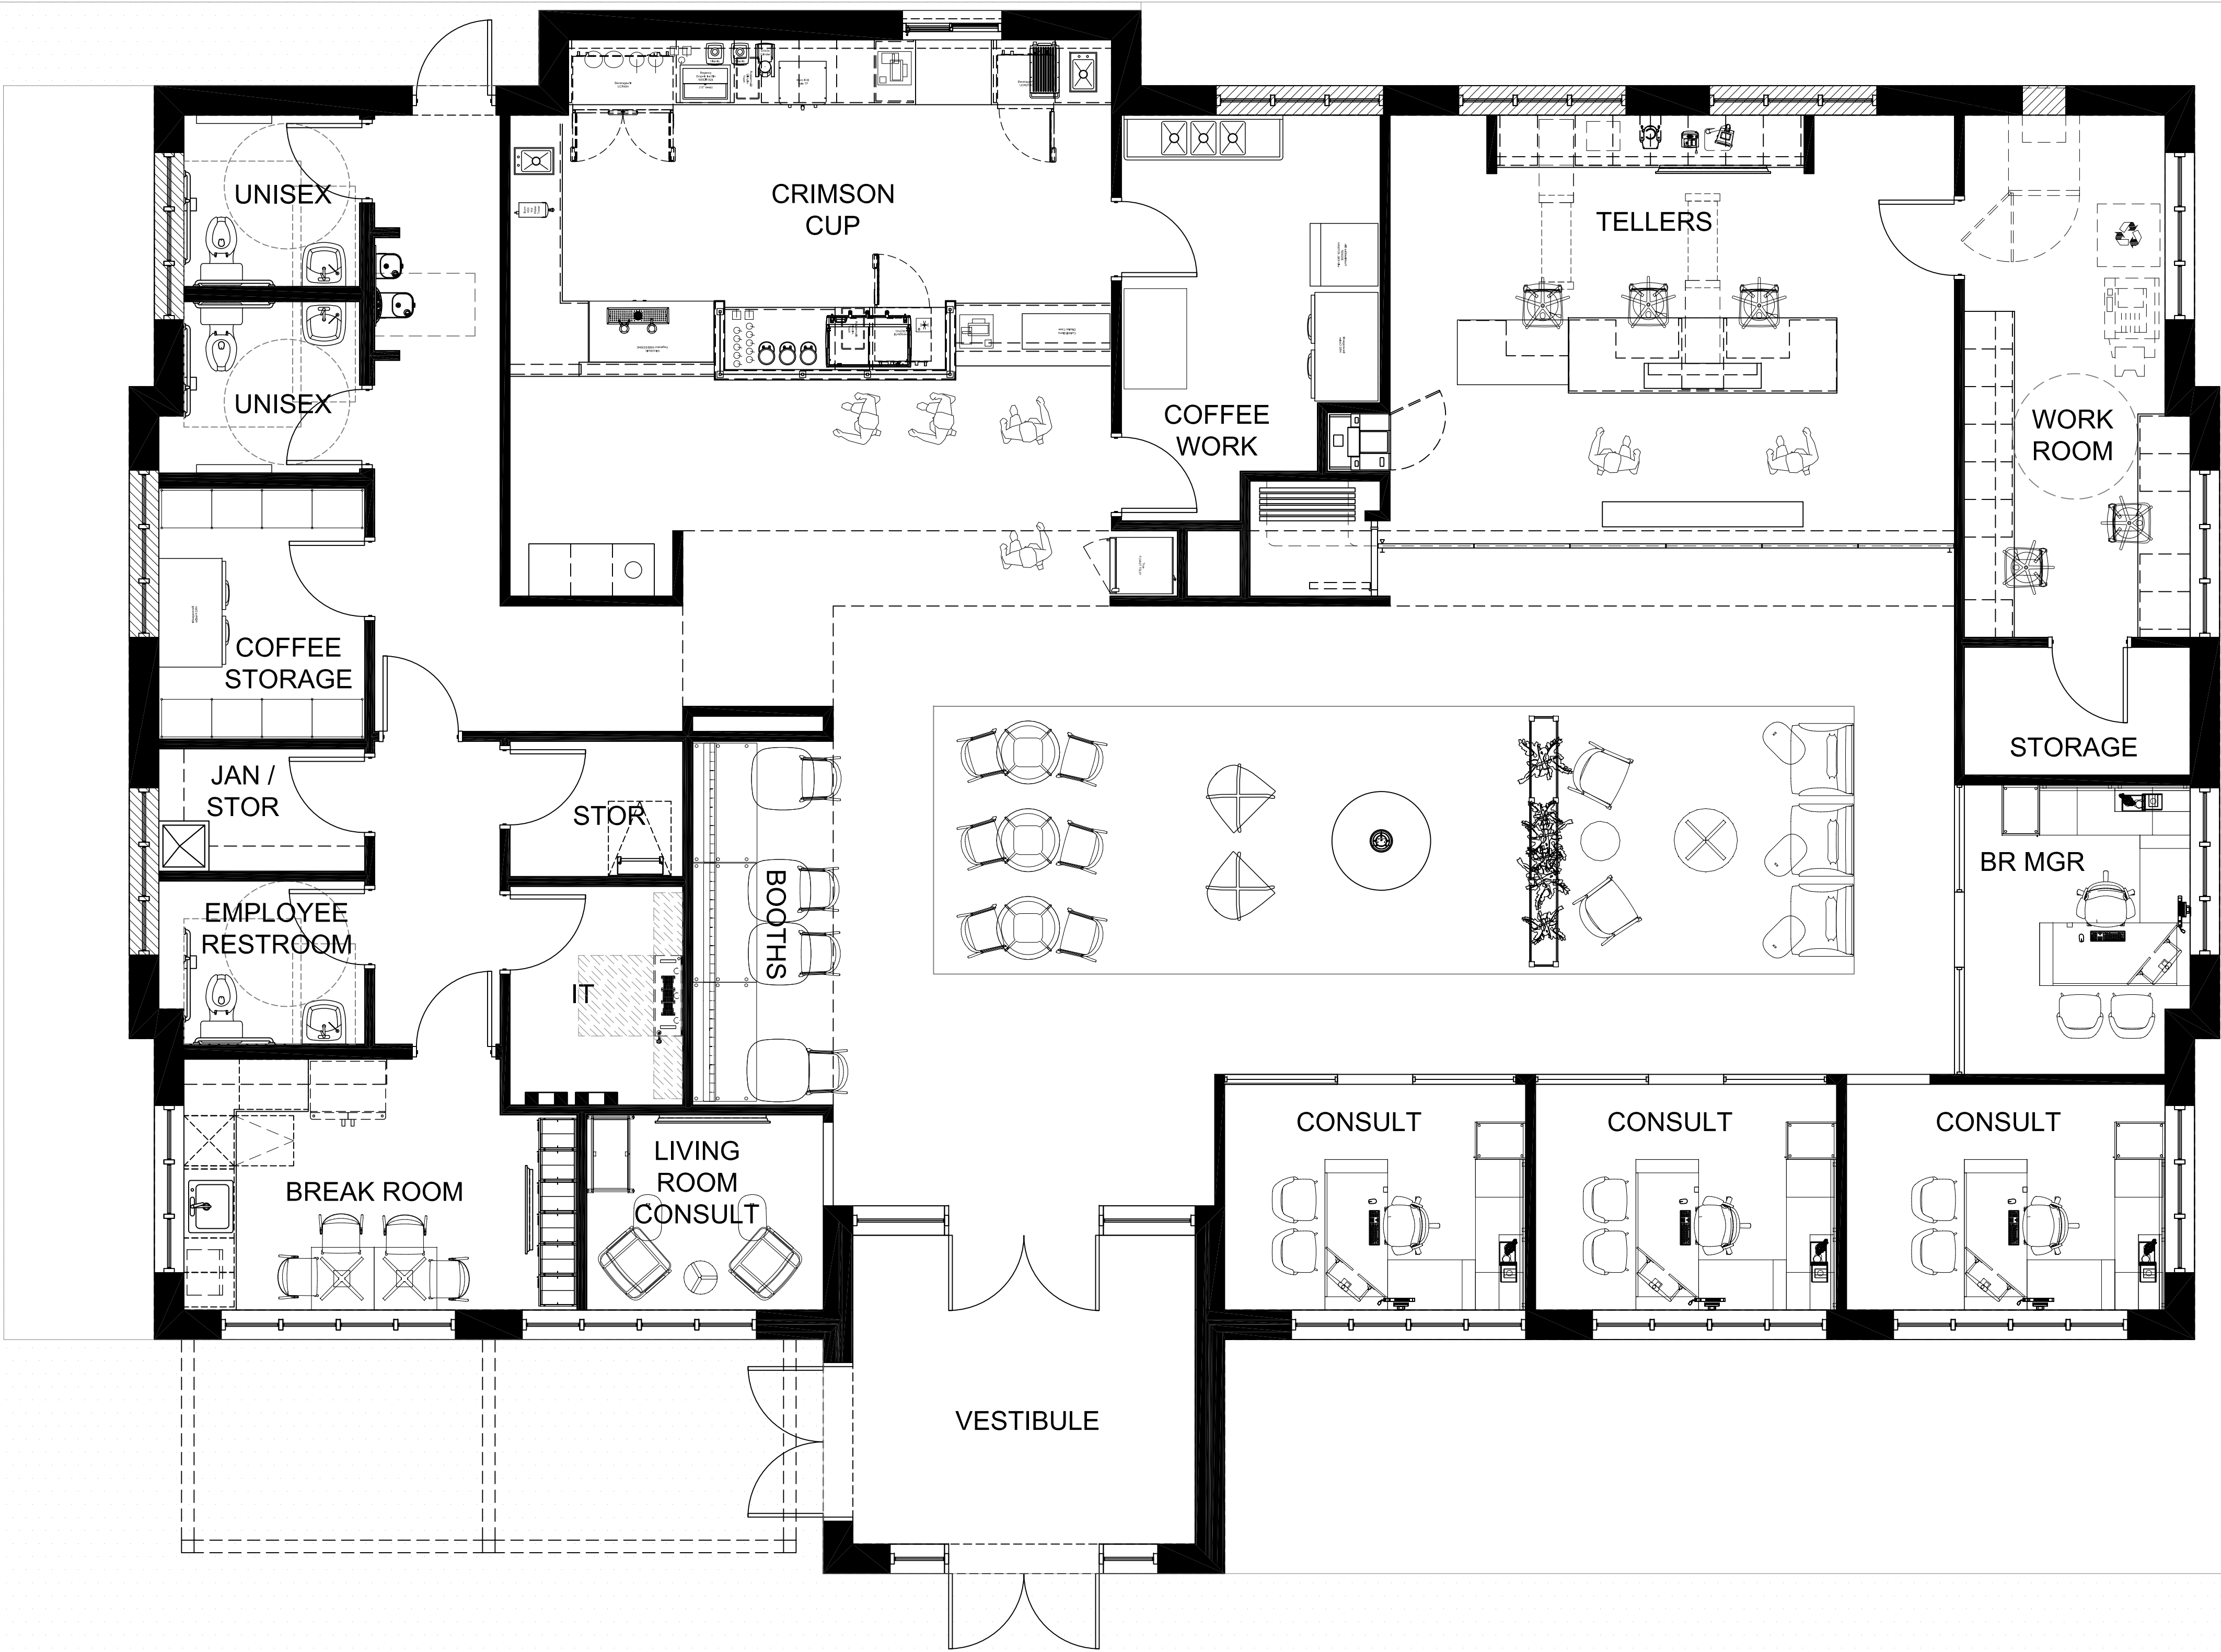 UNISEX
CRIMSON
CUP
TELLERS
UNISEX
COFFEE
WORK
WORK
ROOM
COFFEE
STORAGE
STORAGE
JAN /
STOR
STOR
BR MGR
BOOTHS
EMPLOYEE
RESTROOM
IT
CONSULT
CONSULT
CONSULT
LIVING
ROOM
CONSULT
BREAK ROOM
VESTIBULE